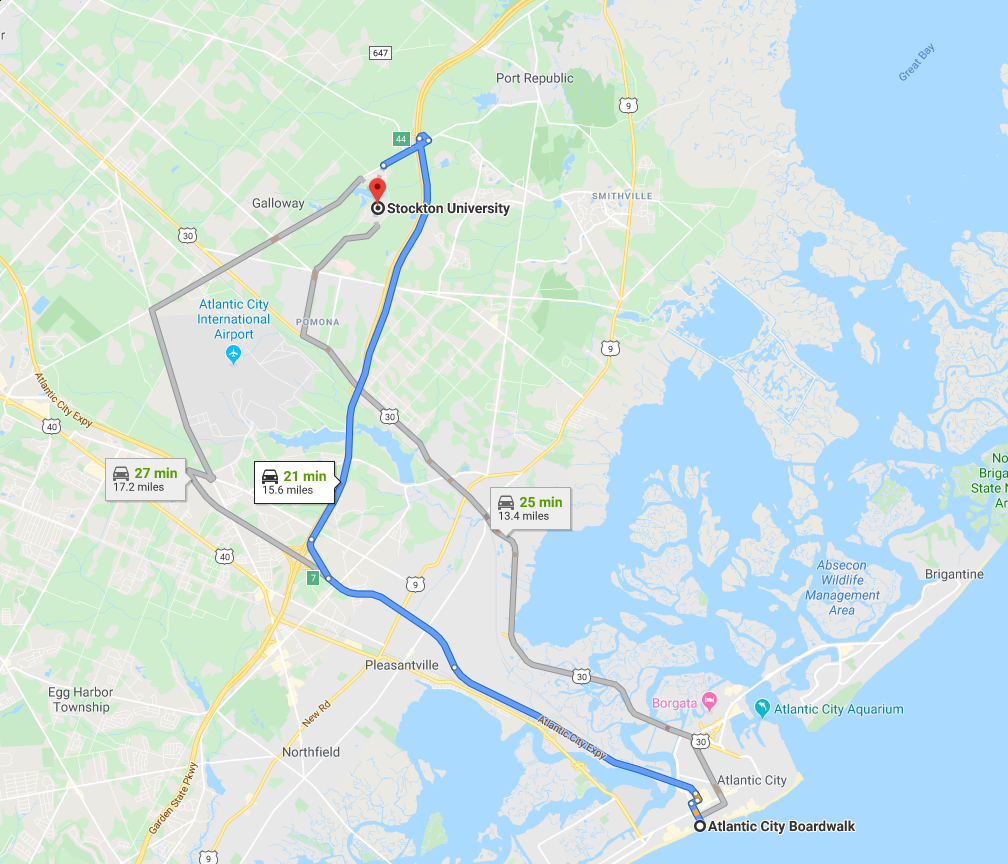 r
647
Port Republic
Great Bay
9
44
Galloway
Stockton University
SMITHVILLE
30
Atlantic City
International
Airport
POMONA
9
Atlantic City Expy
40
30
27 min
17.2 miles
21 min
15.6 miles
25 min
13.4 miles
No
Briga
State N
Ar
40
7
9
Absecon
Wildlife
Management
Area
Brigantine
Pleasantville
30
Egg Harbor
Township
New Rd
Borgata
Atlantic City Aquarium
Atlantic City Expy
30
Northfield
Garden State Pkwy
Atlantic City
Atlantic City Boardwalk
9